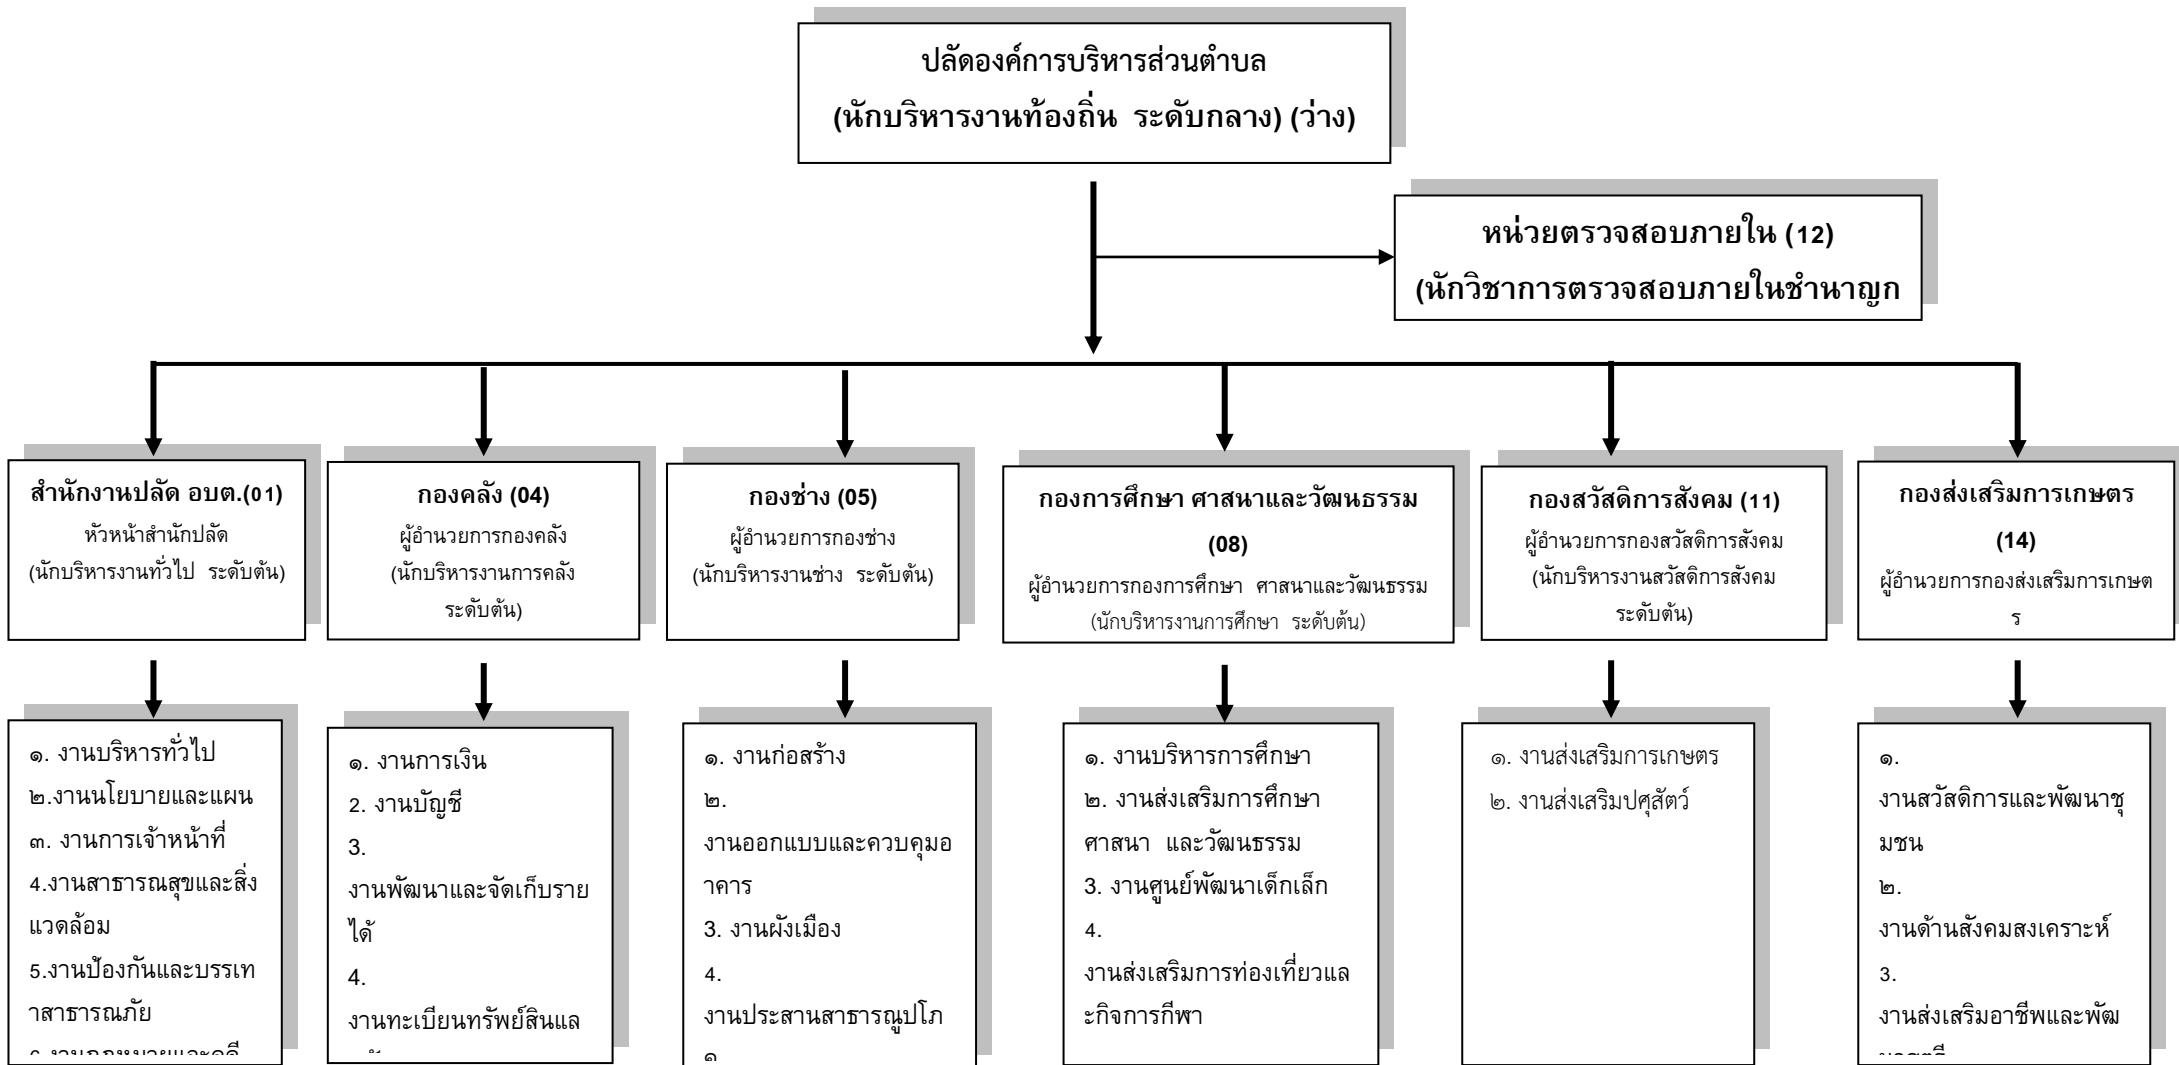 ปลัดองค์การบริหารส่วนตำบล
(นักบริหารงานท้องถิ่น ระดับกลาง) (ว่าง)
หน่วยตรวจสอบภายใน (12)
(นักวิชาการตรวจสอบภายในชำนาญก
สำนักงานปลัด อบต.(01)
หัวหน้าสำนักปลัด
(นักบริหารงานทั่วไป ระดับต้น)
กองคลัง (04)
ผู้อำนวยการกองคลัง
(นักบริหารงานการคลัง
ระดับต้น)
กองช่าง (05)
ผู้อำนวยการกองช่าง
(นักบริหารงานช่าง ระดับต้น)
กองการศึกษา ศาสนาและวัฒนธรรม
(08)
ผู้อำนวยการกองการศึกษา ศาสนาและวัฒนธรรม
(นักบริหารงานการศึกษา ระดับต้น)
กองสวัสดิการสังคม (11)
ผู้อำนวยการกองสวัสดิการสังคม
(นักบริหารงานสวัสดิการสังคม
ระดับต้น)
กองส่งเสริมการเกษตร
(14)
ผู้อำนวยการกองส่งเสริมการเกษต
ร
๑. งานบริหารทั่วไป
๒.งานนโยบายและแผน
๓. งานการเจ้าหน้าที่
4.งานสาธารณสุขและสิ่ง
แวดล้อม
5.งานป้องกันและบรรเท
าสาธารณภัย
6.งานกฎหมายและคดี
๑. งานการเงิน
2. งานบัญชี
3.
งานพัฒนาและจัดเก็บราย
ได้
4.
งานทะเบียนทรัพย์สินแล
๑. งานก่อสร้าง
๒.
งานออกแบบและควบคุมอ
าคาร
3. งานผังเมือง
4.
งานประสานสาธารณูปโภ
๑. งานบริหารการศึกษา
๒. งานส่งเสริมการศึกษา
ศาสนา และวัฒนธรรม
3. งานศูนย์พัฒนาเด็กเล็ก
4.
งานส่งเสริมการท่องเที่ยวแล
ะกิจการกีฬา
๑. งานส่งเสริมการเกษตร
๒. งานส่งเสริมปศุสัตว์
๑.
งานสวัสดิการและพัฒนาชุ
มชน
๒.
งานด้านสังคมสงเคราะห์
3.
งานส่งเสริมอาชีพและพัฒ